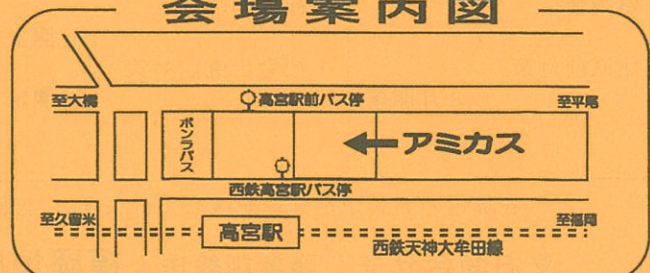 会場案内図
至大橋
高宮駅前バス停
至平尾
ボンラパス
アミカス
西鉄高宮駅バス停
至久留米
高宮駅
至福岡
西鉄天神大牟田線